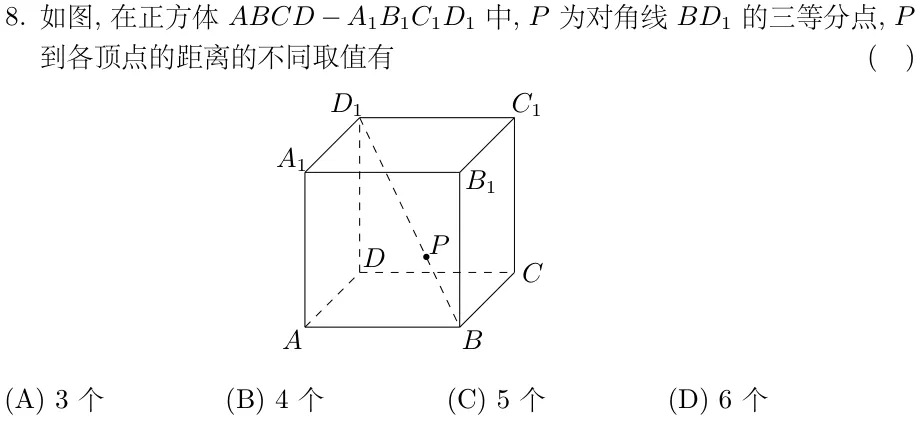 8. 如图, 在正方体 ABCD − A₁B₁C₁D₁ 中, P 为对角线 BD₁ 的三等分点, P
到各顶点的距离的不同取值有 ( )
D₁ C₁
A₁ B₁
P
D C
A B
(A) 3 个 (B) 4 个 (C) 5 个 (D) 6 个